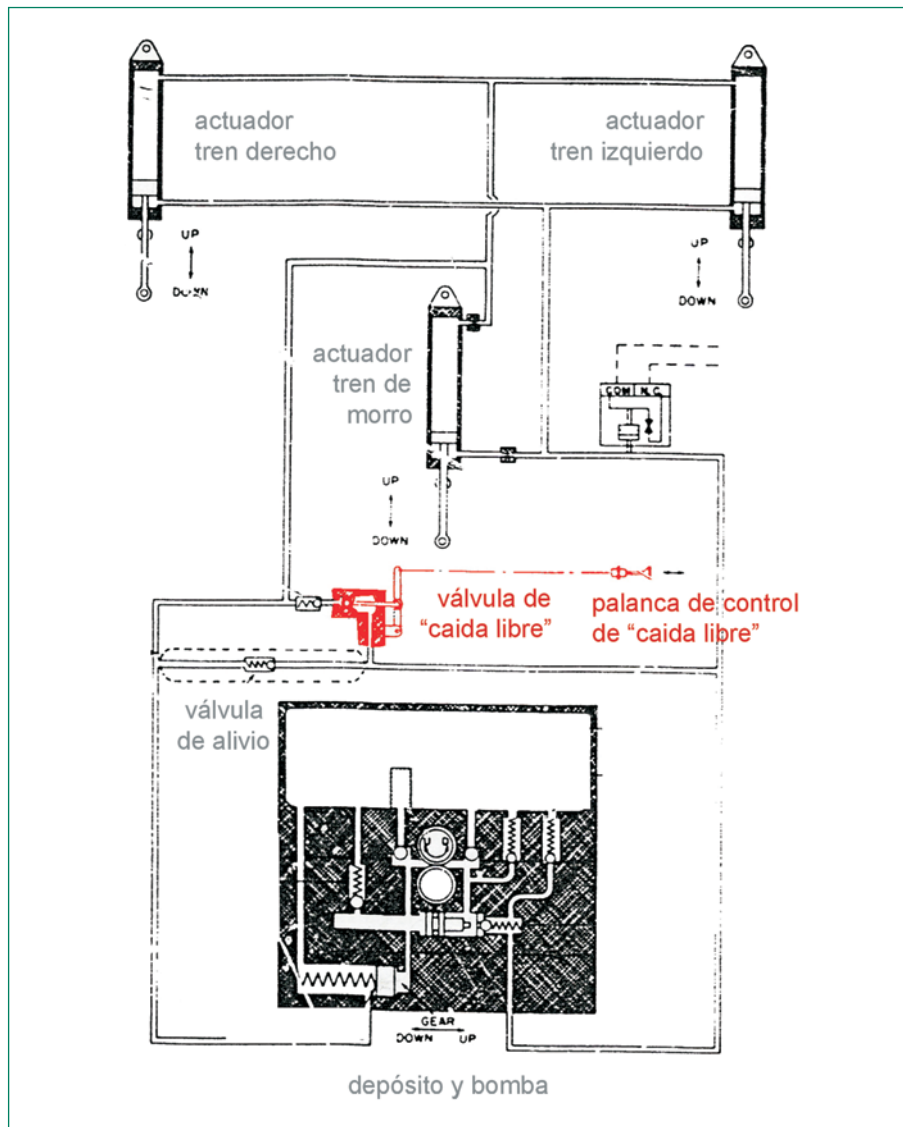 actuador
tren derecho
actuador
tren izquierdo
UP
DOWN
UP
DOWN
actuador
tren de
morro
COM N.C.
UP
DOWN
válvula de
“caida libre”
palanca de control
de “caida libre”
válvula
de alivio
GEAR
DOWN UP
depósito y bomba